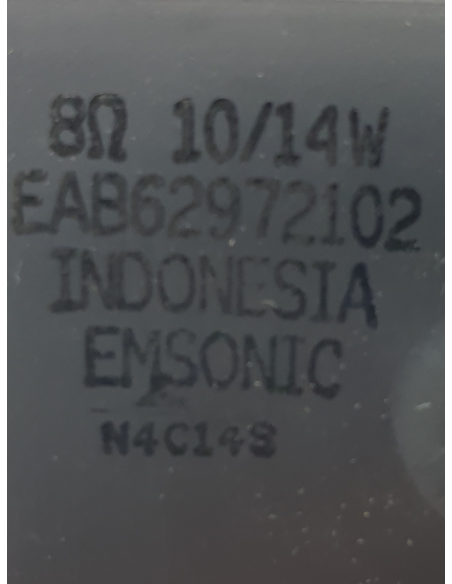 8Ω 10/14W
EAB62972102
INDONESIA
EMSONIC
N4C14S